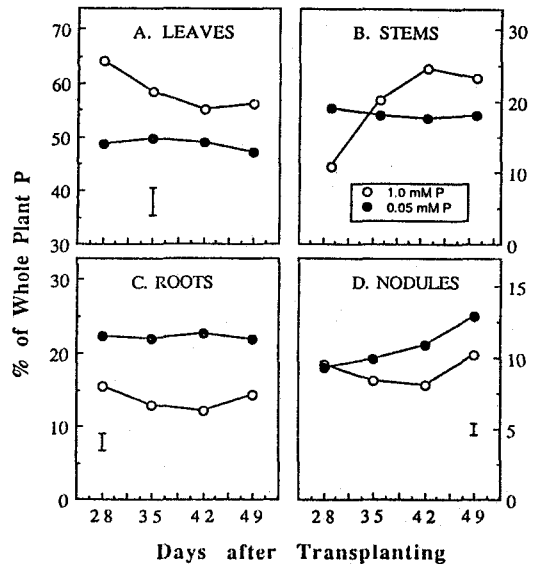 A. LEAVES
B. STEMS
70
60
50
40
30
30
20
10
0
1.0 mM P
0.05 mM P
% of Whole Plant P
C. ROOTS
D. NODULES
30
20
10
0
15
10
5
0
28 35 42 49
28 35 42 49
Days after Transplanting